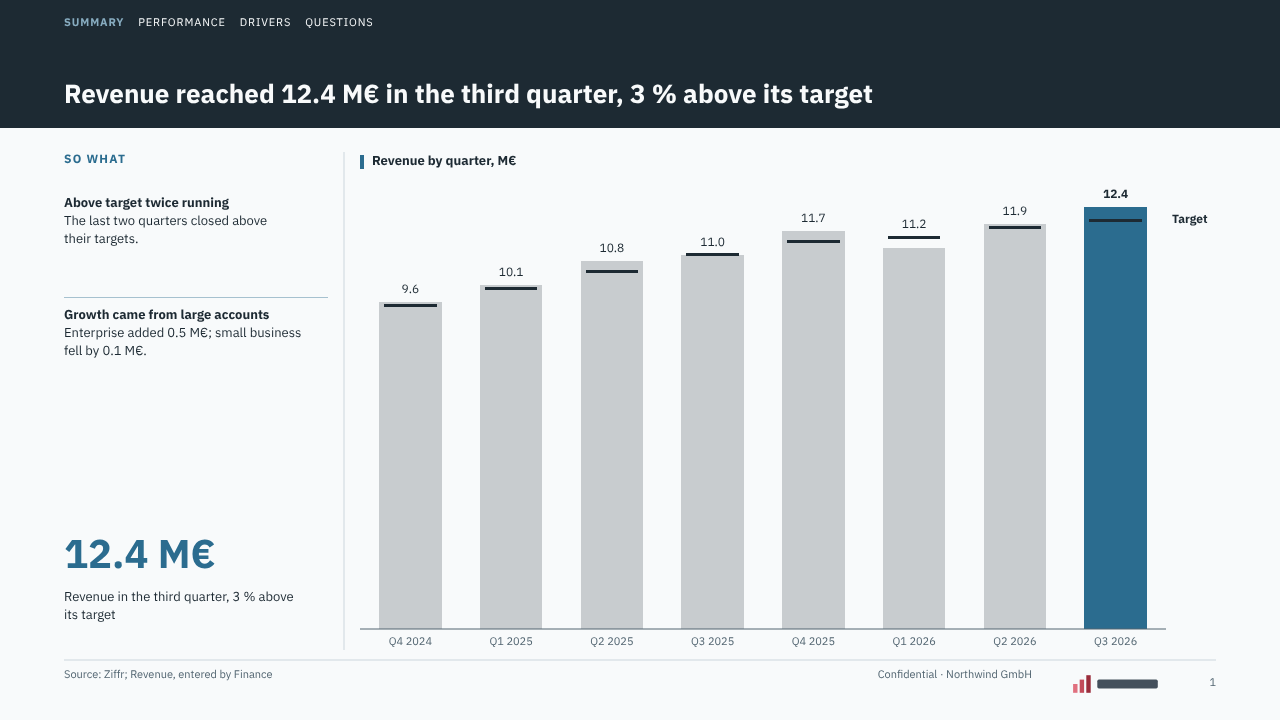 SUMMARY PERFORMANCE DRIVERS QUESTIONS
Revenue reached 12.4 M€ in the third quarter, 3 % above its target
SO WHAT
Above target twice running
The last two quarters closed above
their targets.
Growth came from large accounts
Enterprise added 0.5 M€; small business
fell by 0.1 M€.
12.4 M€
Revenue in the third quarter, 3 % above
its target
Revenue by quarter, M€
9.6
10.1
10.8
11.0
11.7
11.2
11.9
12.4
Target
Q4 2024
Q1 2025
Q2 2025
Q3 2025
Q4 2025
Q1 2026
Q2 2026
Q3 2026
Source: Ziffr; Revenue, entered by Finance
Confidential · Northwind GmbH
1